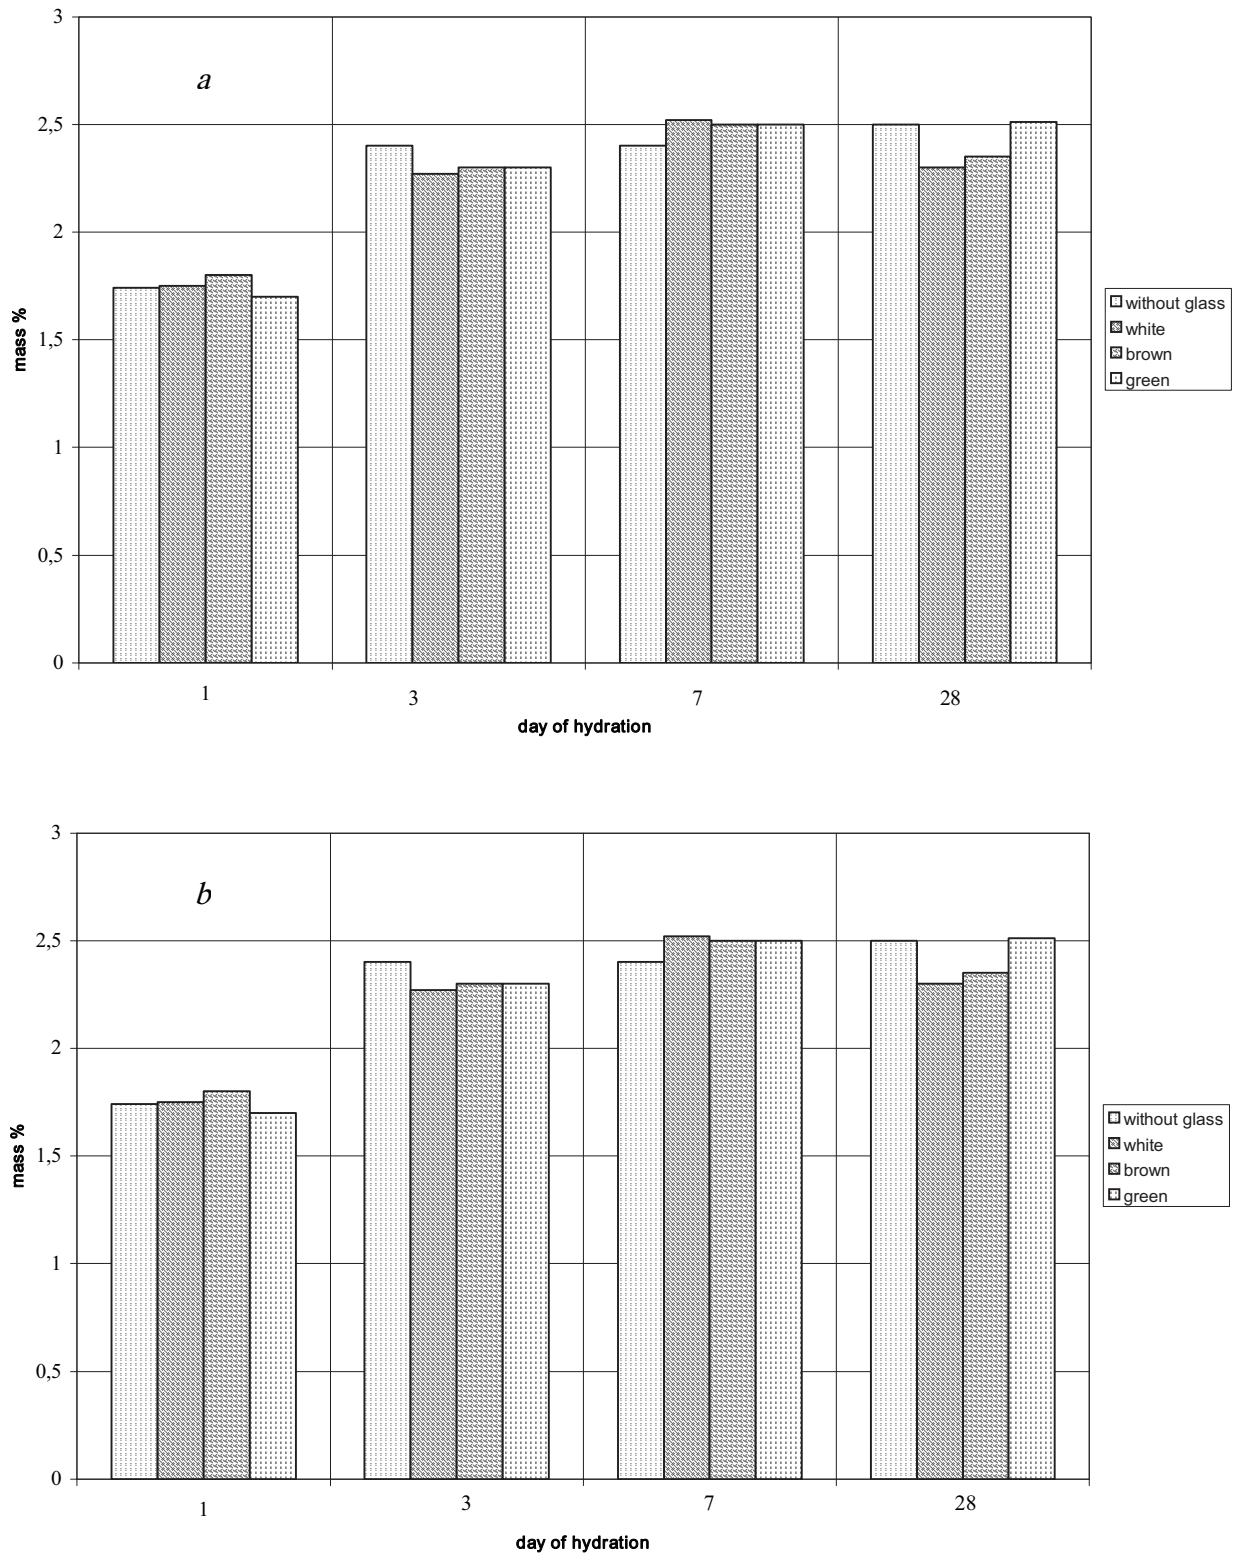 3
a
2,5
2
1,5
1
0,5
0
mass %
1 3 7 28
day of hydration
without glass
white
brown
green
3
b
2,5
2
1,5
1
0,5
0
mass %
1 3 7 28
day of hydration
without glass
white
brown
green